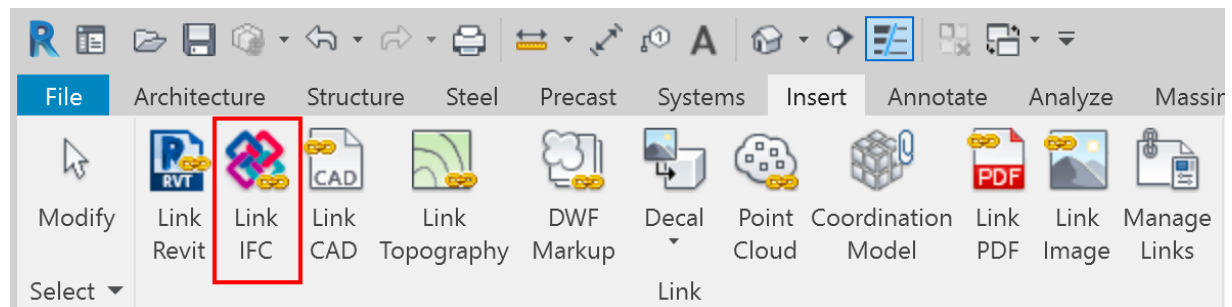 File Architecture Structure Steel Precast Systems Insert Annotate Analyze Massin
RVT CAD PDF
Modify Link Link Link Link DWF Decal Point Coordination Link Link Manage
Revit IFC CAD Topography Markup Cloud Model PDF Image Links
Select Link